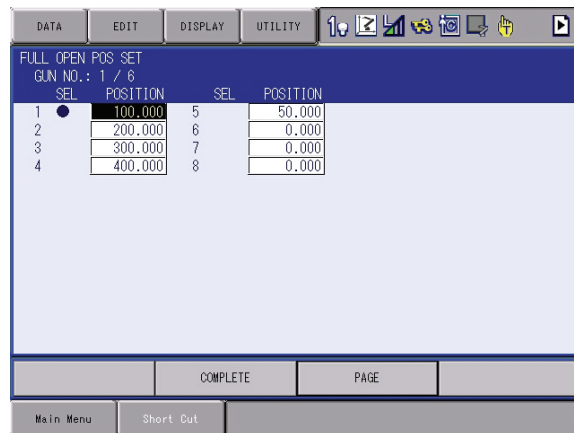 DATA EDIT DISPLAY UTILITY 1
FULL OPEN POS SET
GUN NO.: 1 / 6
SEL POSITION SEL POSITION
1 ● 100.000 5 50.000
2 200.000 6 0.000
3 300.000 7 0.000
4 400.000 8 0.000
COMPLETE PAGE
Main Menu Short Cut